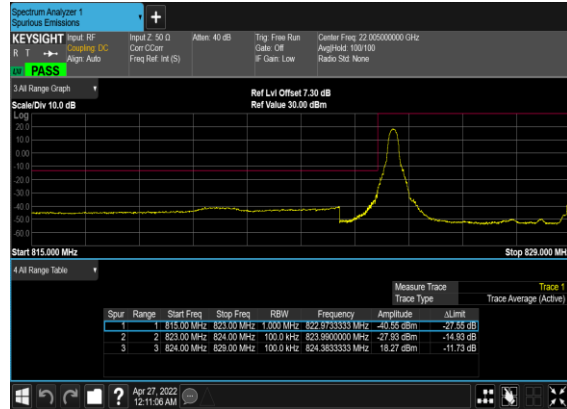 Spectrum Analyzer 1
Spurious Emissions
KEYSIGHT Input: RF Input Z: 50 Ω Atten: 40 dB Trig: Free Run Center Freq: 22.005000000 GHz
R T Coupling: DC Corr CCorr Gate: Off Avg|Hold: 100/100
Align: Auto Freq Ref: Int (S) IF Gain: Low Radio Std: None
PASS
3 All Range Graph
Ref Lvl Offset 7.30 dB
Scale/Div 10.0 dB Ref Value 30.00 dBm
Log
20.0
10.0
0.00
-10.0
-20.0
-30.0
-40.0
-50.0
-60.0
Start 815.000 MHz Stop 829.000 MH
4 All Range Table
Measure Trace Trace 1
Trace Type Trace Average (Active)
Spur Range Start Freq Stop Freq RBW Frequency Amplitude ΔLimit
1 1 815.00 MHz 823.00 MHz 1.000 MHz 822.9733333 MHz -40.55 dBm -27.55 dB
2 2 823.00 MHz 824.00 MHz 100.0 kHz 823.9900000 MHz -27.93 dBm -14.93 dB
3 3 824.00 MHz 829.00 MHz 100.0 kHz 824.3833333 MHz 18.27 dBm -11.73 dB
Apr 27, 2022
12:11:06 AM